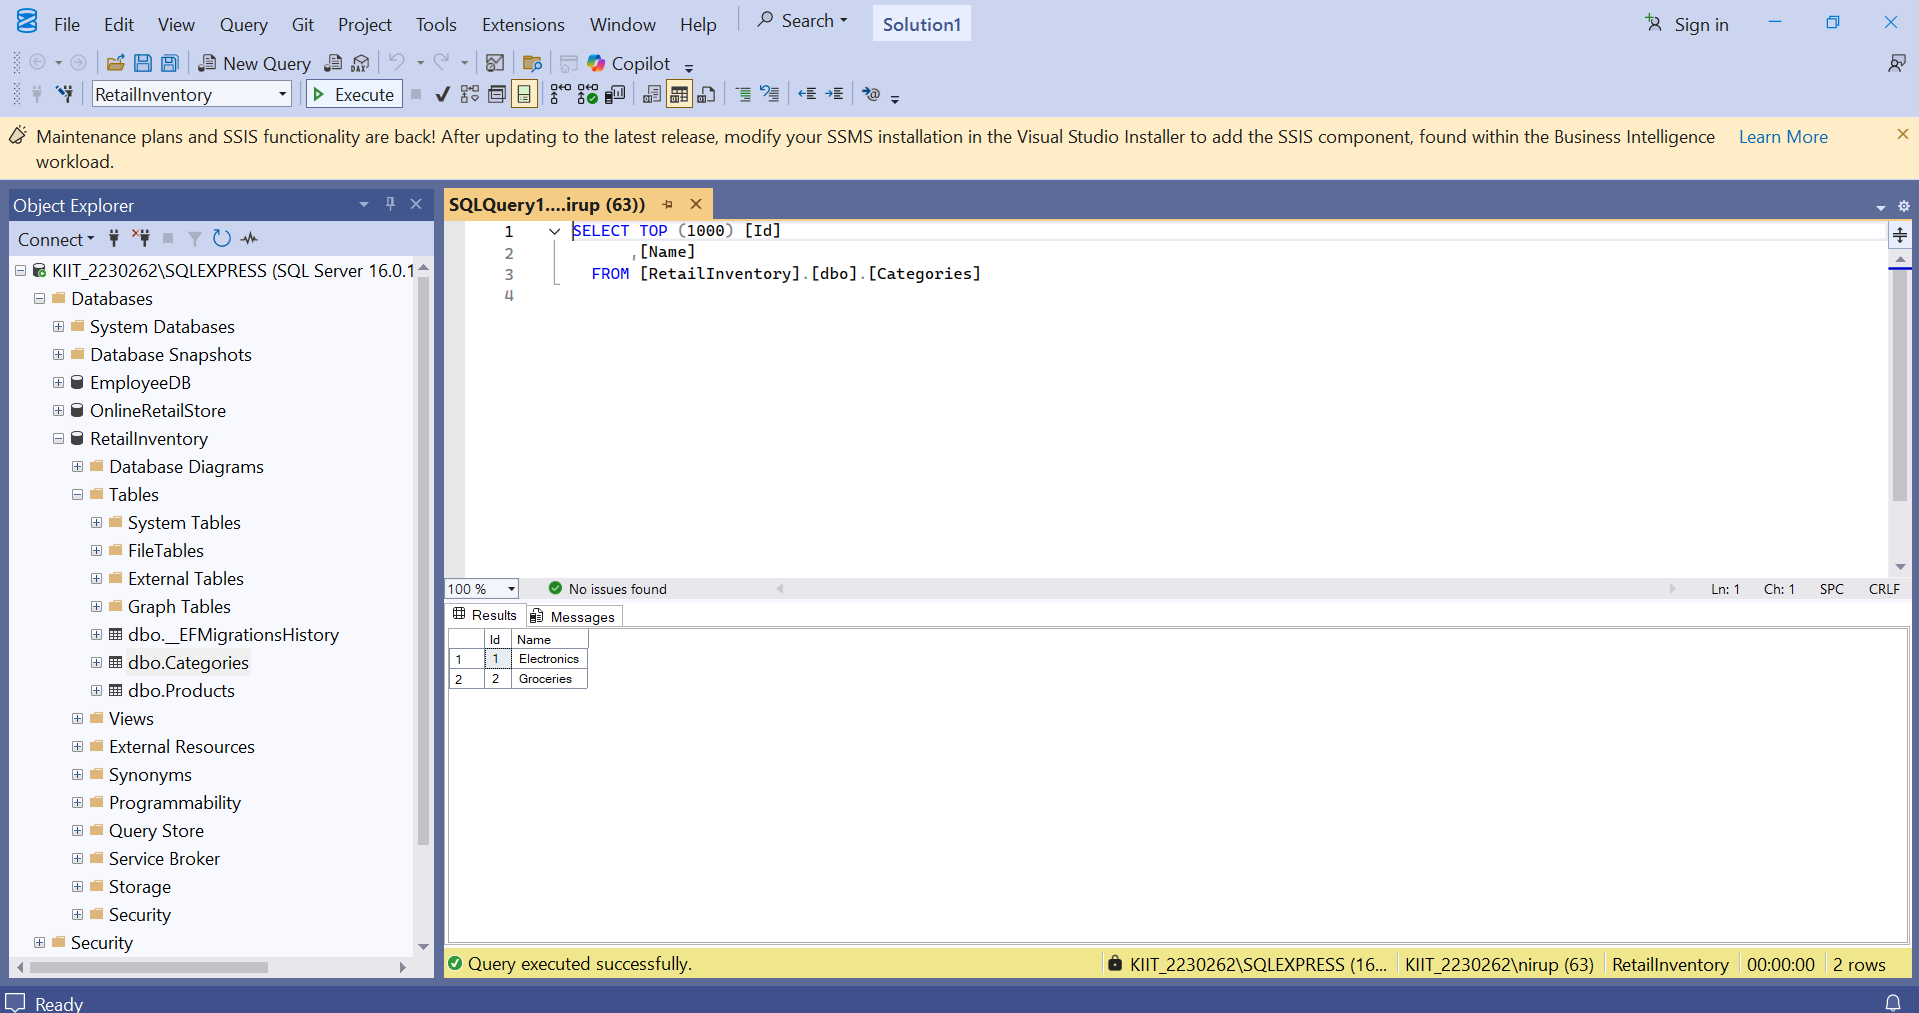 File Edit View Query Git Project Tools Extensions Window Help Search Solution1 Sign in
New Query DAX Copilot
RetailInventory Execute
Maintenance plans and SSIS functionality are back! After updating to the latest release, modify your SSMS installation in the Visual Studio Installer to add the SSIS component, found within the Business Intelligence Learn More
workload.
Object Explorer
Connect
KIIT_2230262\SQLEXPRESS (SQL Server 16.0.1
Databases
System Databases
Database Snapshots
EmployeeDB
OnlineRetailStore
RetailInventory
Database Diagrams
Tables
System Tables
FileTables
External Tables
Graph Tables
dbo.__EFMigrationsHistory
dbo.Categories
dbo.Products
Views
External Resources
Synonyms
Programmability
Query Store
Service Broker
Storage
Security
Security
SQLQuery1....irup (63))
1 SELECT TOP (1000) [Id]
2 ,[Name]
3 FROM [RetailInventory].[dbo].[Categories]
4
100 % No issues found Ln: 1 Ch: 1 SPC CRLF
Results Messages
Id Name
1 1 Electronics
2 2 Groceries
Query executed successfully. KIIT_2230262\SQLEXPRESS (16... KIIT_2230262\nirup (63) RetailInventory 00:00:00 2 rows
Ready